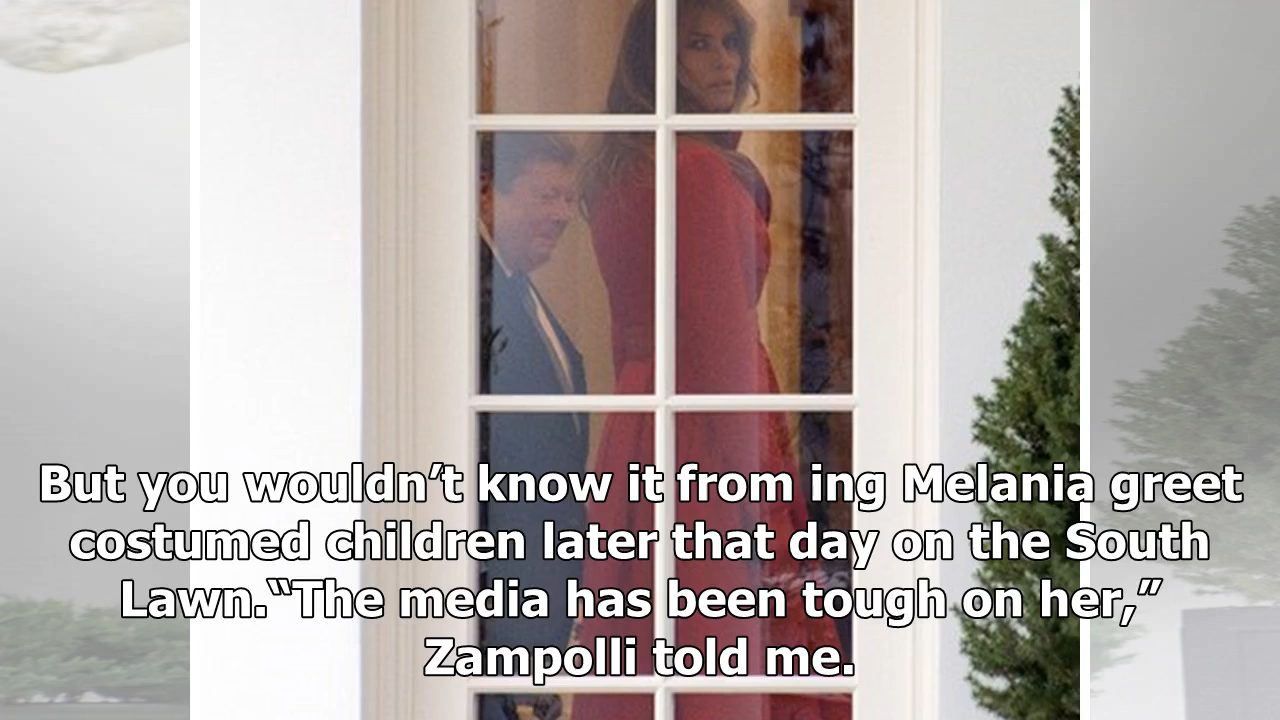 But you wouldn’t know it from ing Melania greet
costumed children later that day on the South
Lawn.“The media has been tough on her,”
Zampolli told me.